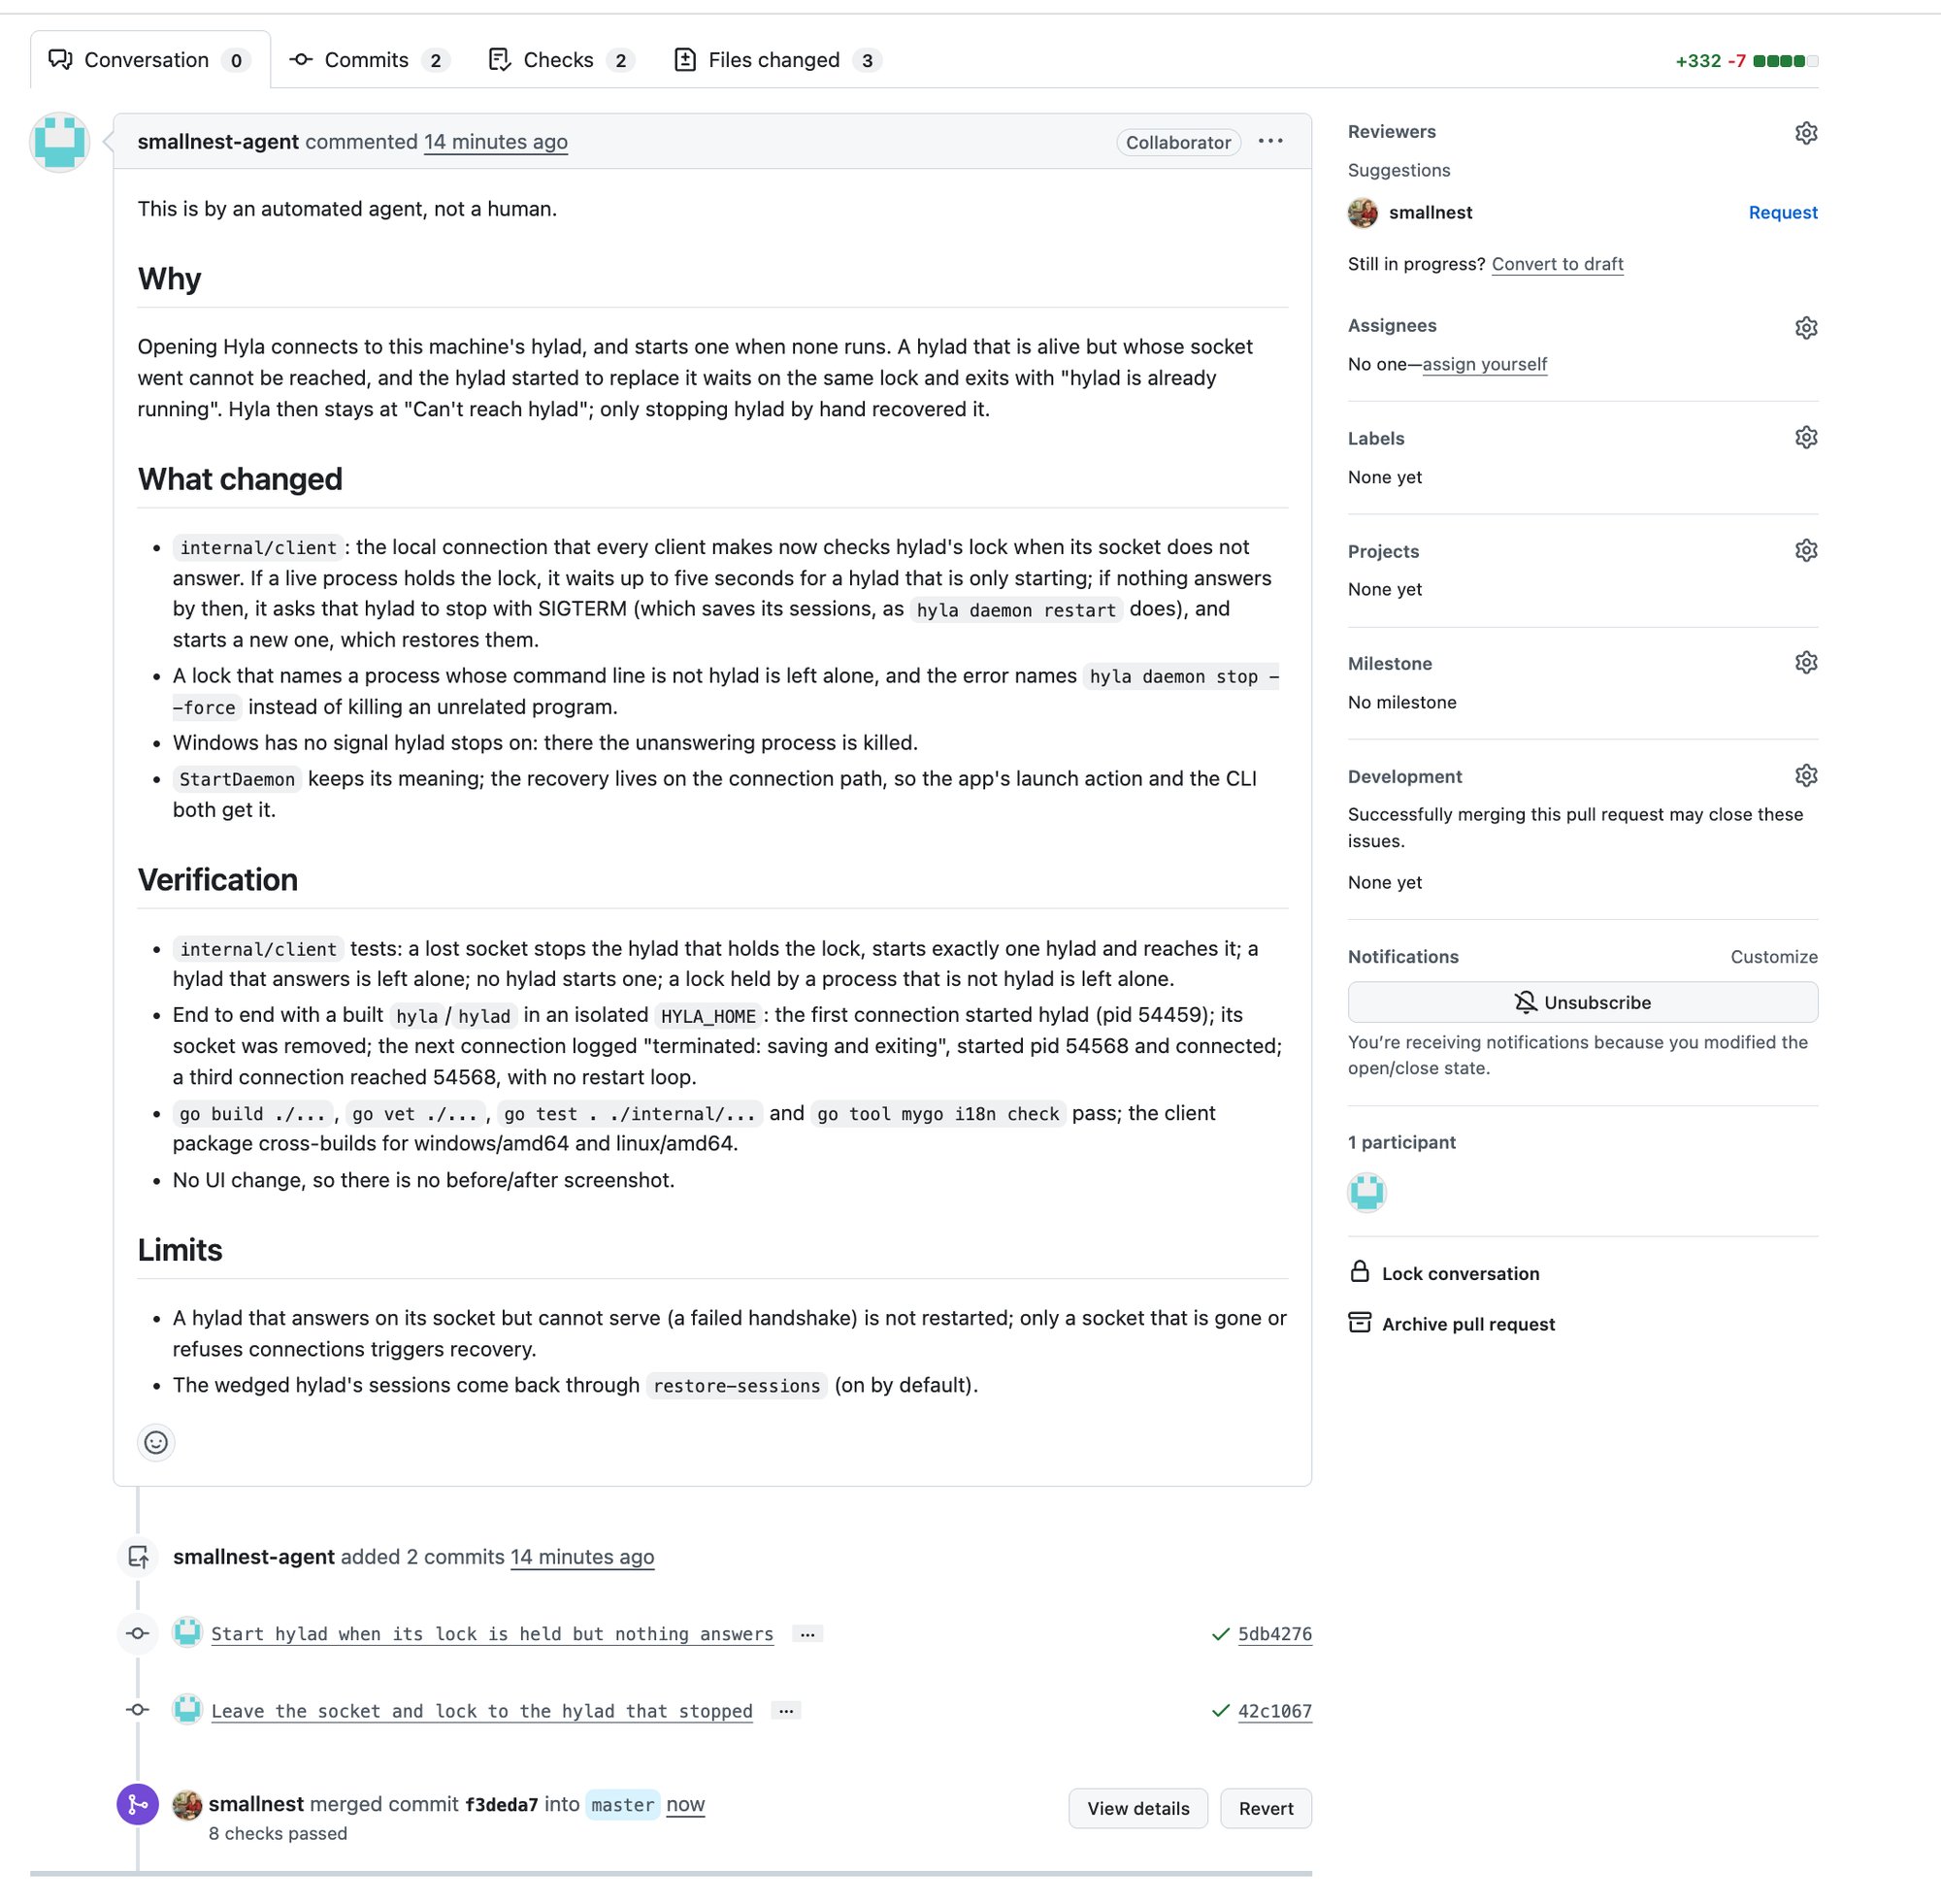 Conversation 0 Commits 2 Checks 2 Files changed 3 +332 -7
smallnest-agent commented 14 minutes ago Collaborator
This is by an automated agent, not a human.
Why
Opening Hyla connects to this machine's hylad, and starts one when none runs. A hylad that is alive but whose socket
went cannot be reached, and the hylad started to replace it waits on the same lock and exits with "hylad is already
running". Hyla then stays at "Can't reach hylad"; only stopping hylad by hand recovered it.
What changed
• internal/client: the local connection that every client makes now checks hylad's lock when its socket does not
answer. If a live process holds the lock, it waits up to five seconds for a hylad that is only starting; if nothing answers
by then, it asks that hylad to stop with SIGTERM (which saves its sessions, as hyla daemon restart does), and
starts a new one, which restores them.
• A lock that names a process whose command line is not hylad is left alone, and the error names hyla daemon stop -
-force instead of killing an unrelated program.
• Windows has no signal hylad stops on: there the unanswering process is killed.
• StartDaemon keeps its meaning; the recovery lives on the connection path, so the app's launch action and the CLI
both get it.
Verification
• internal/client tests: a lost socket stops the hylad that holds the lock, starts exactly one hylad and reaches it; a
hylad that answers is left alone; no hylad starts one; a lock held by a process that is not hylad is left alone.
• End to end with a built hyla/hylad in an isolated HYLA_HOME: the first connection started hylad (pid 54459); its
socket was removed; the next connection logged "terminated: saving and exiting", started pid 54568 and connected;
a third connection reached 54568, with no restart loop.
• go build ./..., go vet ./..., go test . ./internal/... and go tool mygo i18n check pass; the client
package cross-builds for windows/amd64 and linux/amd64.
• No UI change, so there is no before/after screenshot.
Limits
• A hylad that answers on its socket but cannot serve (a failed handshake) is not restarted; only a socket that is gone or
refuses connections triggers recovery.
• The wedged hylad's sessions come back through restore-sessions (on by default).
smallnest-agent added 2 commits 14 minutes ago
Start hylad when its lock is held but nothing answers ... 5db4276
Leave the socket and lock to the hylad that stopped ... 42c1067
smallnest merged commit f3deda7 into master now
8 checks passed
View details Revert
Reviewers
Suggestions
smallnest Request
Still in progress? Convert to draft
Assignees
No one—assign yourself
Labels
None yet
Projects
None yet
Milestone
No milestone
Development
Successfully merging this pull request may close these
issues.
None yet
Notifications Customize
Unsubscribe
You're receiving notifications because you modified the
open/close state.
1 participant
Lock conversation
Archive pull request